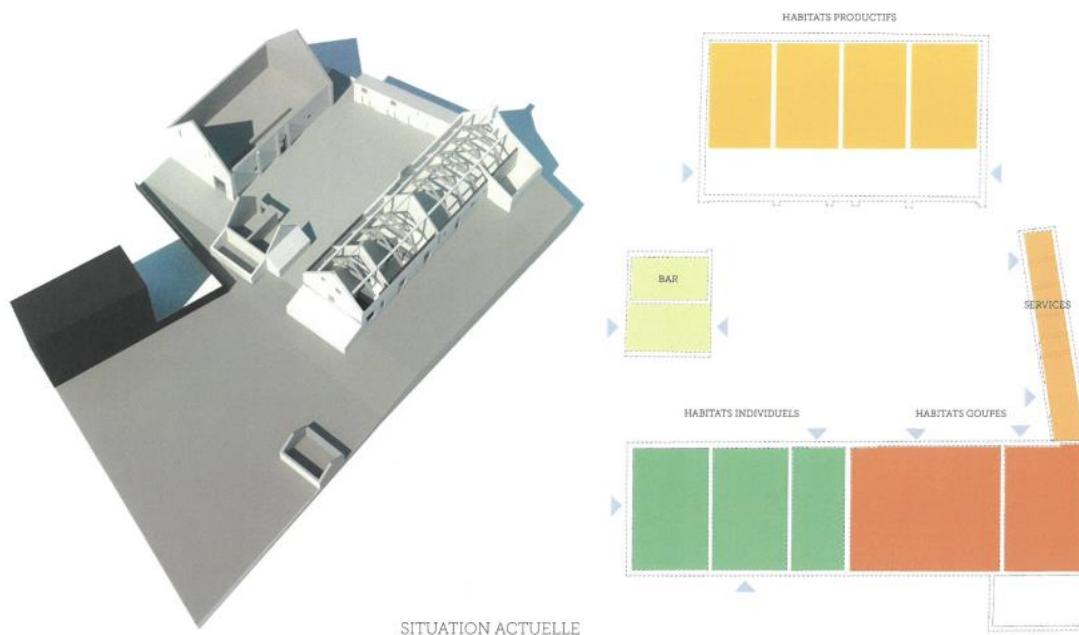 HABITATS PRODUCTIFS
BAR
SERVICES
HABITATS INDIVIDUELS
HABITATS GOUPES
SITUATION ACTUELLE